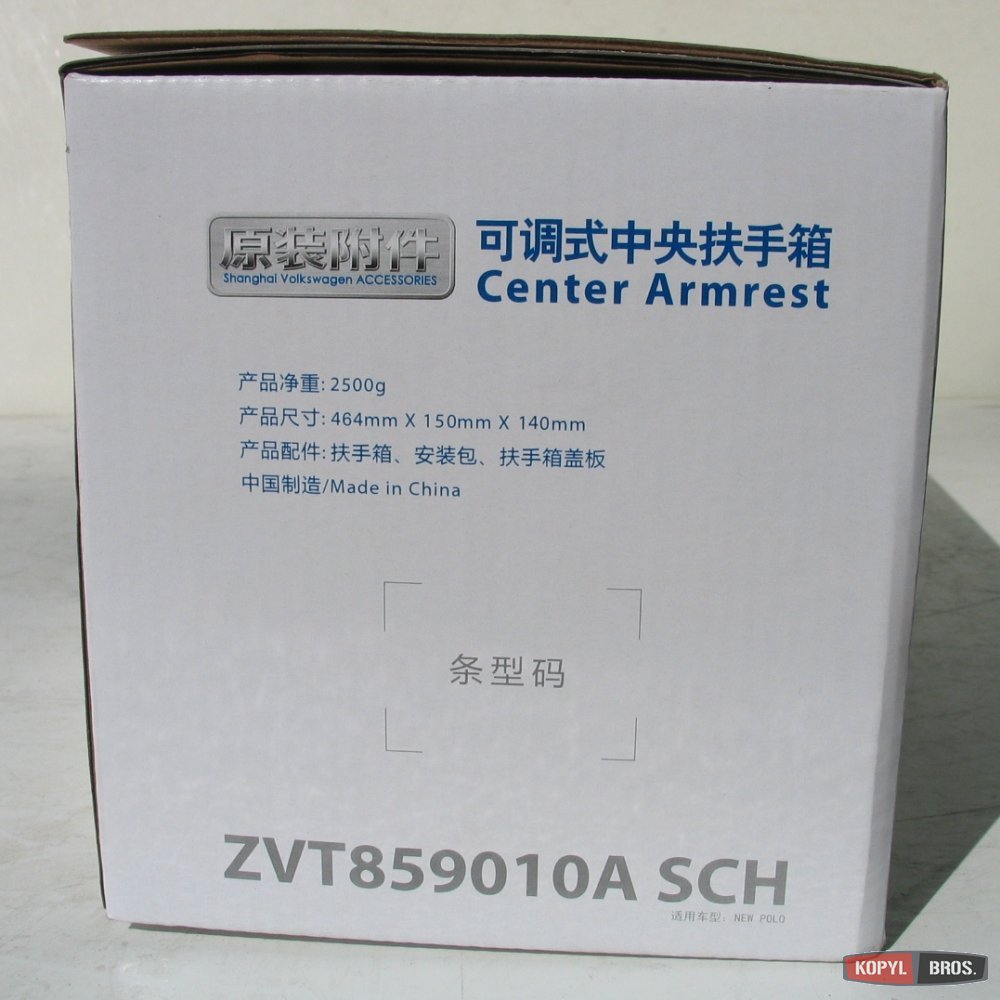 原装附件
Shanghai Volkswagen ACCESSORIES
可调式中央扶手箱
Center Armrest
产品净重: 2500g
产品尺寸: 464mm X 150mm X 140mm
产品配件: 扶手箱、安装包、扶手箱盖板
中国制造/Made in China
条型码
ZVT859010A SCH
适用车型: NEW POLO
KOPYL BROS.